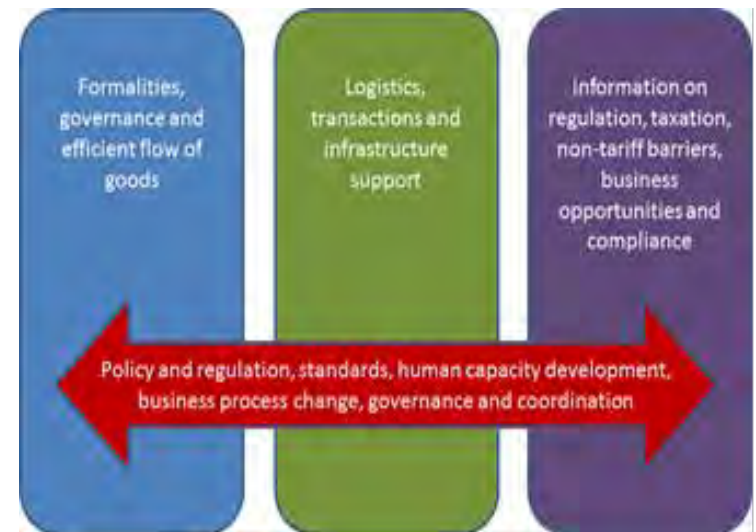 Formalities,
governance and
efficient flow of
goods
Logistics,
transactions and
infrastructure
support
Information on
regulation, taxation,
non-tariff barriers,
business
opportunities and
compliance
Policy and regulation, standards, human capacity development,
business process change, governance and coordination